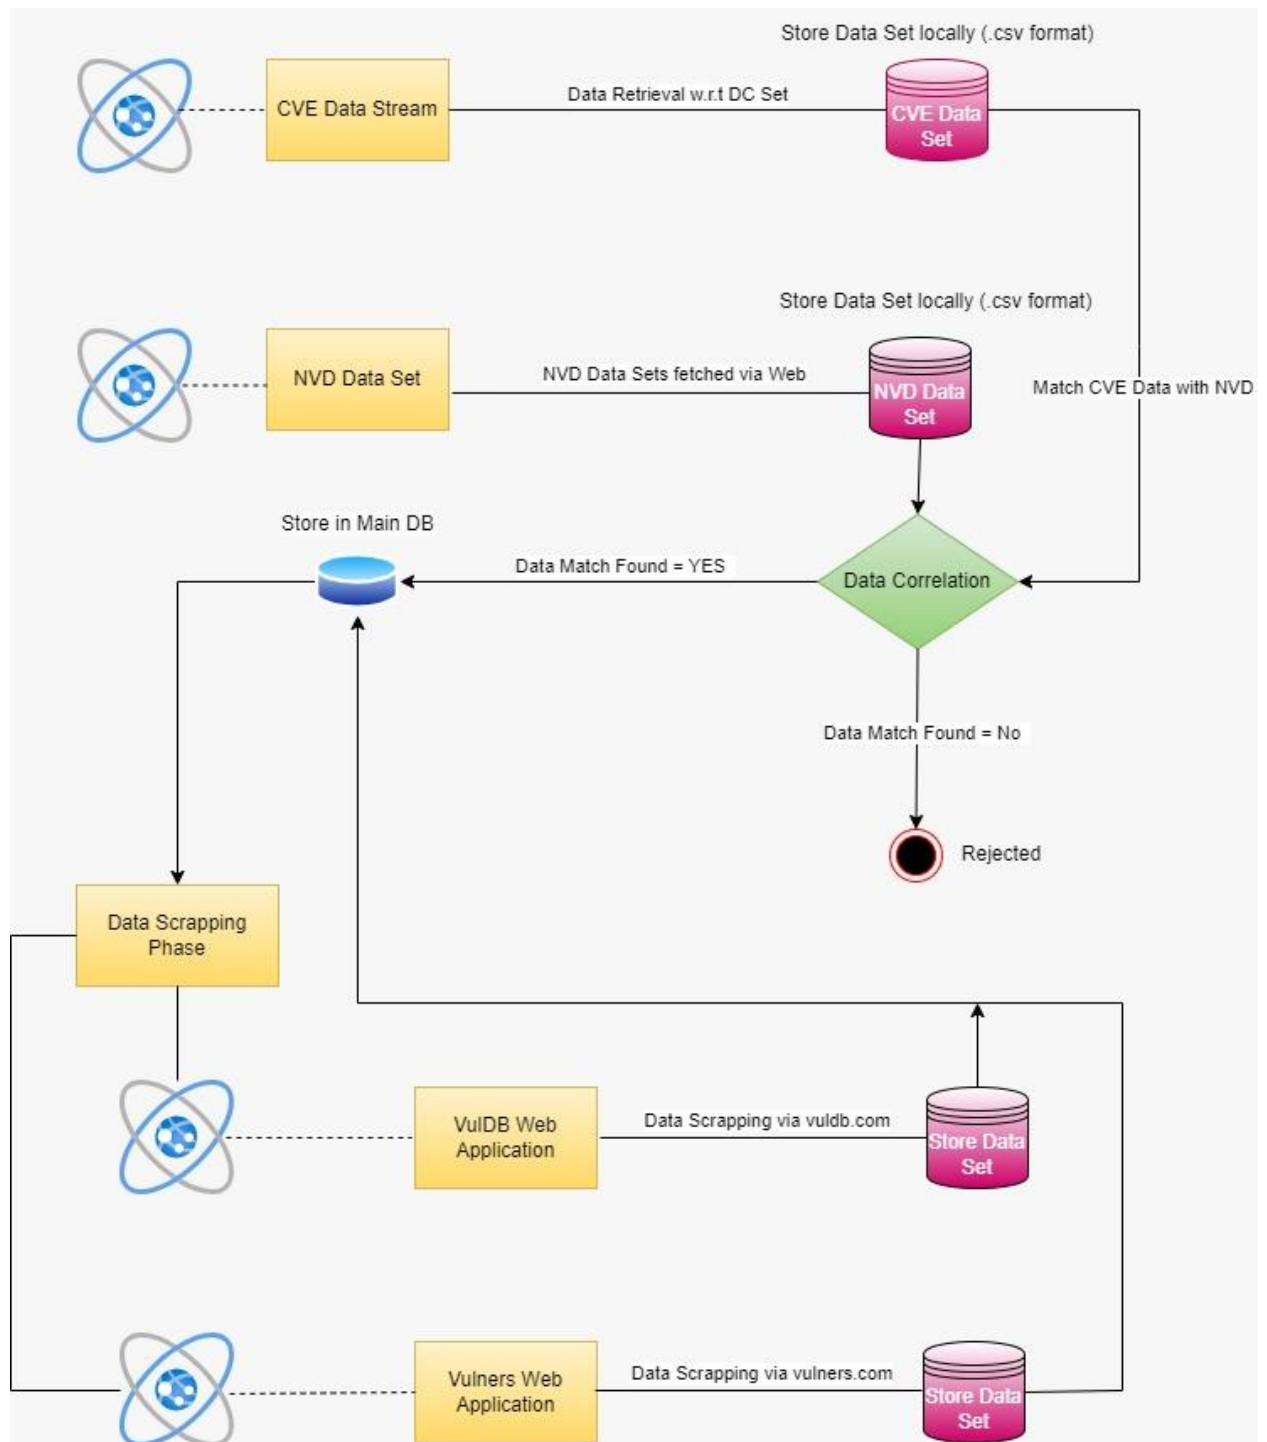 Store Data Set locally (.csv format)
CVE Data Stream
Data Retrieval w.r.t DC Set
CVE Data
Set
Store Data Set locally (.csv format)
NVD Data Set
NVD Data Sets fetched via Web
NVD Data
Set
Match CVE Data with NVD
Store in Main DB
Data Match Found = YES
Data Correlation
Data Match Found = No
Rejected
Data Scrapping
Phase
VulDB Web
Application
Data Scrapping via vuldb.com
Store Data
Set
Vulners Web
Application
Data Scrapping via vulners.com
Store Data
Set